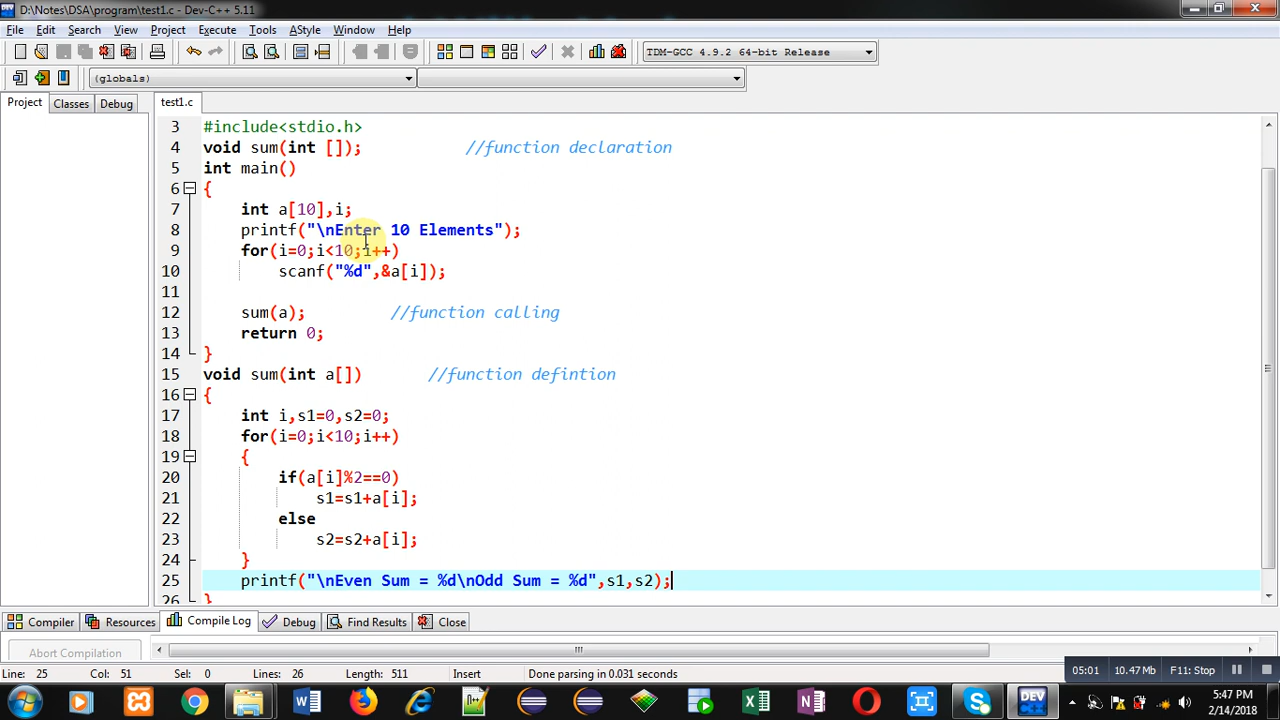 D:\Notes\DSA\program\test1.c - Dev-C++ 5.11
File Edit Search View Project Execute Tools AStyle Window Help
TDM-GCC 4.9.2 64-bit Release
(globals)
Project Classes Debug test1.c
3 #include<stdio.h>
4 void sum(int []); //function declaration
5 int main()
6 {
7 int a[10],i;
8 printf("\nEnter 10 Elements");
9 for(i=0;i<10;i++)
10 scanf("%d",&a[i]);
11
12 sum(a); //function calling
13 return 0;
14 }
15 void sum(int a[]) //function defintion
16 {
17 int i,s1=0,s2=0;
18 for(i=0;i<10;i++)
19 {
20 if(a[i]%2==0)
21 s1=s1+a[i];
22 else
23 s2=s2+a[i];
24 }
25 printf("\nEven Sum = %d\nOdd Sum = %d",s1,s2);
26 }
Compiler Resources Compile Log Debug Find Results Close
Abort Compilation
Line: 25 Col: 51 Sel: 0 Lines: 26 Length: 511 Insert Done parsing in 0.031 seconds
05:01 10.47 Mb F11: Stop
5:47 PM
2/14/2018